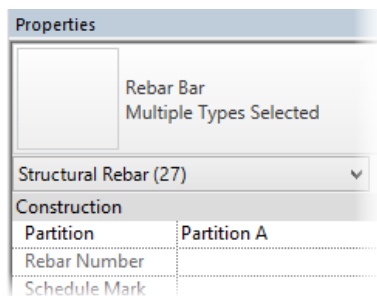 Properties
Rebar Bar
Multiple Types Selected
Structural Rebar (27)
Construction
Partition Partition A
Rebar Number
Schedule Mark